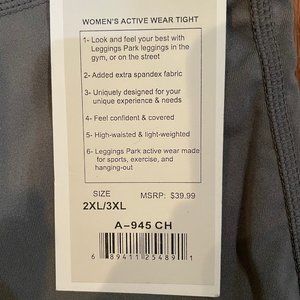 WOMEN'S ACTIVE WEAR TIGHT
1- Look and feel your best with
Leggings Park leggings in the
gym, or on the street
2- Added extra spandex fabric
3- Uniquely designed for your
unique experience & needs
4- Feel confident & covered
5- High-waisted & light-weighted
6- Leggings Park active wear made
for sports, exercise, and
hanging-out
SIZE
MSRP: $39.99
2XL/3XL
A-945 CH
6 89411 25489 1